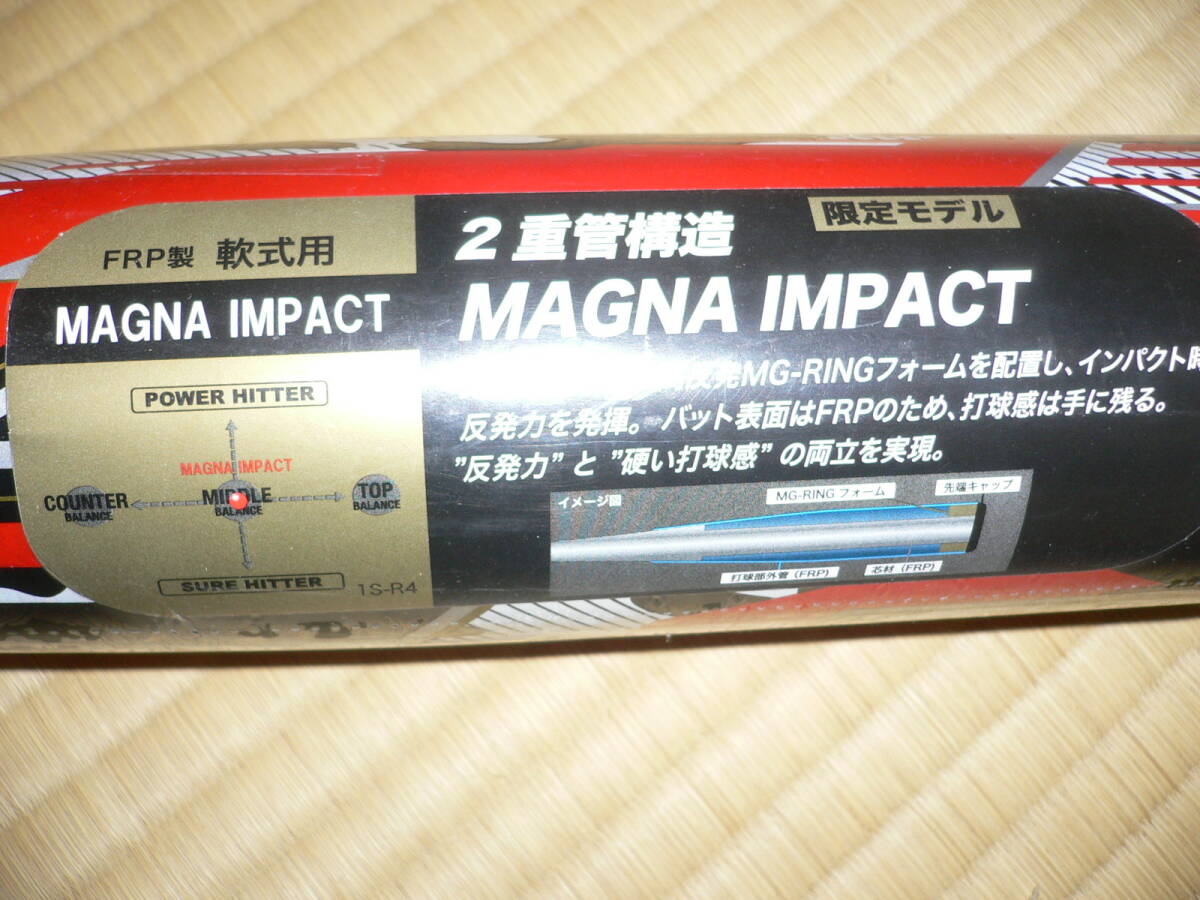 FRP製 軟式用
MAGNA IMPACT
POWER HITTER
MAGNA IMPACT
COUNTER
BALANCE
MIDDLE
BALANCE
TOP
BALANCE
SURE HITTER
1S-R4
限定モデル
2重管構造
MAGNA IMPACT
反発MG-RINGフォームを配置し、インパクト時
反発力を発揮。バット表面はFRPのため、打球感は手に残る。
"反発力"と"硬い打球感"の両立を実現。
イメージ図
MG-RING フォーム
先端キャップ
打球部外管（FRP）
芯材（FRP）